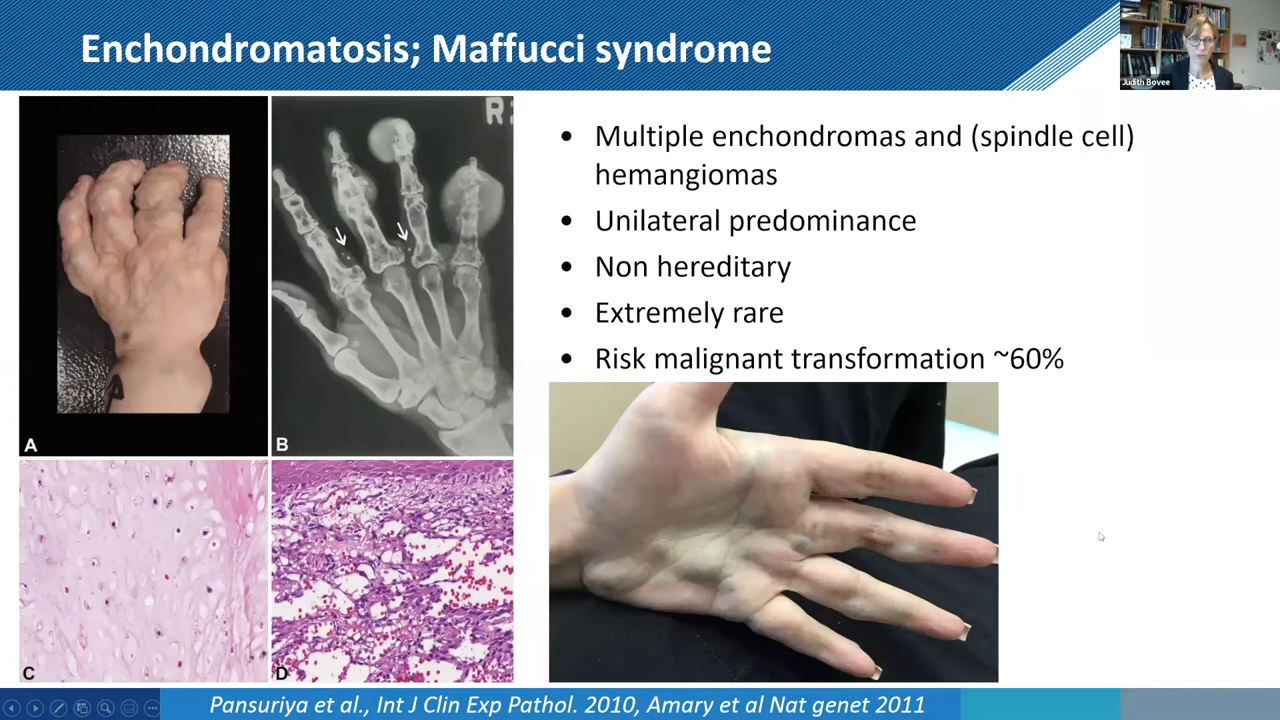 Enchondromatosis; Maffucci syndrome
Judith Bovee
R
A
B
C
D
• Multiple enchondromas and (spindle cell)
hemangiomas
• Unilateral predominance
• Non hereditary
• Extremely rare
• Risk malignant transformation ~60%
Pansuriya et al., Int J Clin Exp Pathol. 2010, Amary et al Nat genet 2011